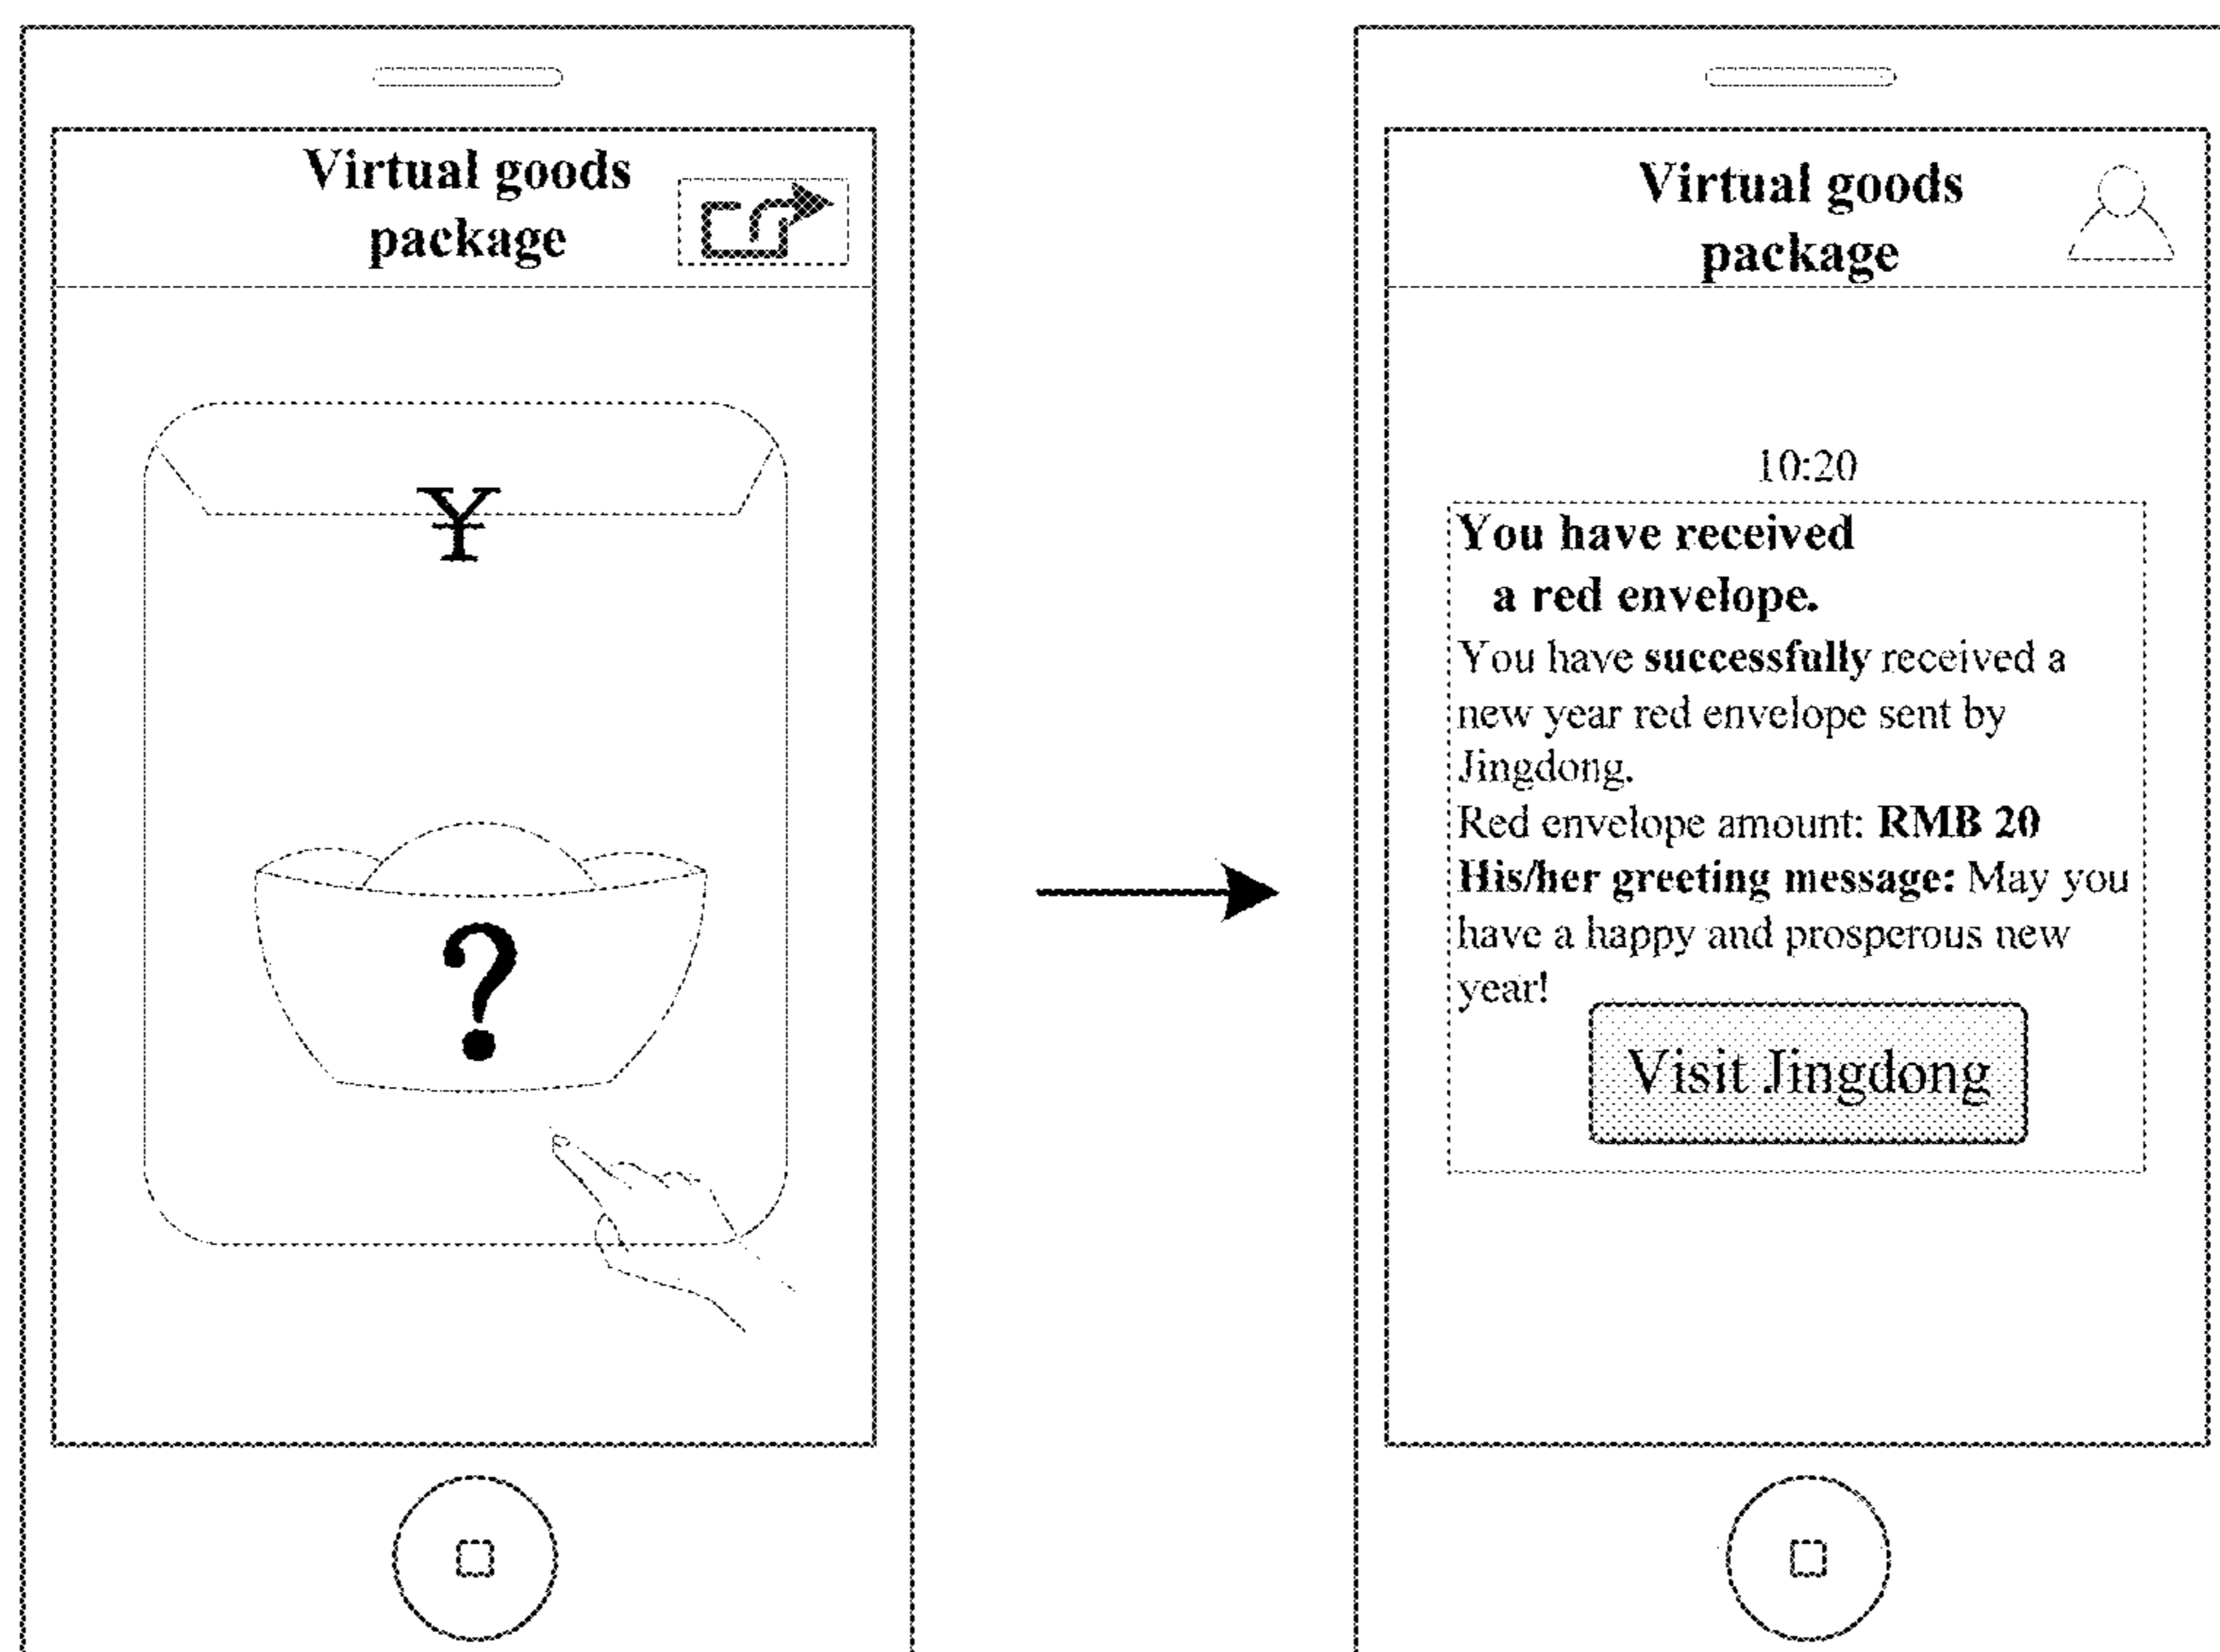 Virtual goods
package
¥
?
Virtual goods
package
10:20
You have received
a red envelope.
You have successfully received a
new year red envelope sent by
Jingdong.
Red envelope amount: RMB 20
His/her greeting message: May you
have a happy and prosperous new
year!
Visit Jingdong